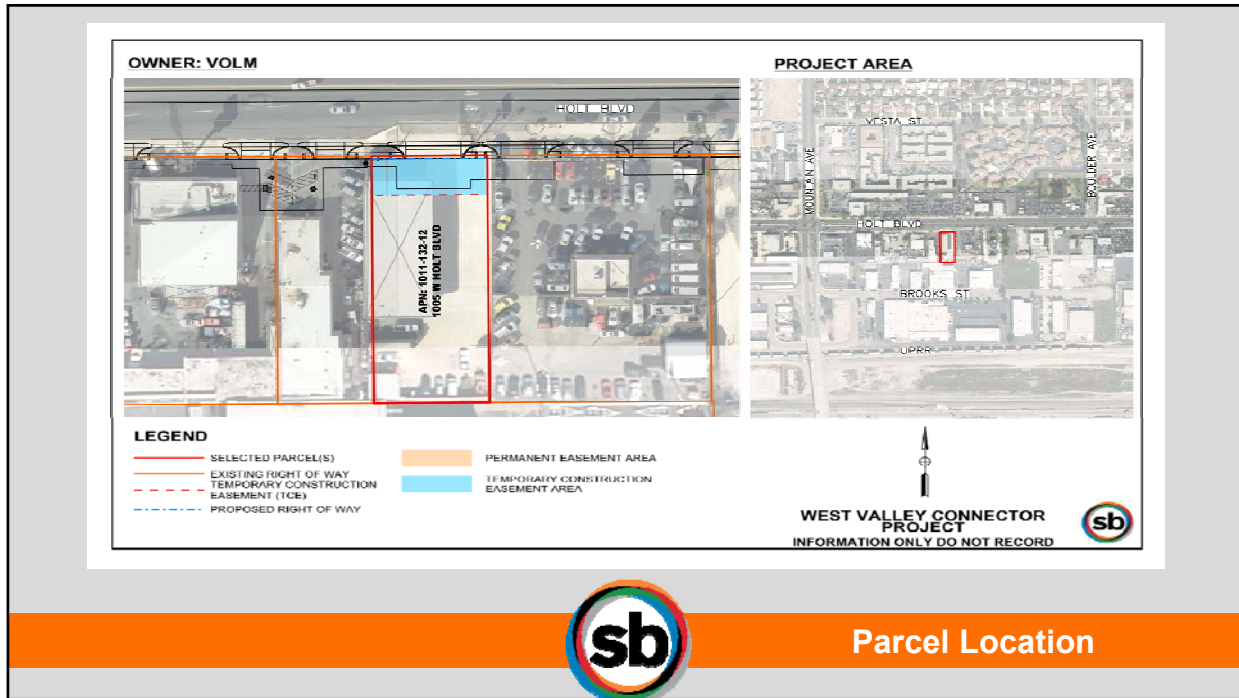 OWNER: VOLM
HOLT BLVD
APN: 1011-132-12
1005 W HOLT BLVD
PROJECT AREA
VESTA ST
MOUNTAIN AVE
BOULDER AVE
HOLT BLVD
BROOKS ST
UPRR
LEGEND
SELECTED PARCEL(S)
EXISTING RIGHT OF WAY
TEMPORARY CONSTRUCTION
EASEMENT (TCE)
PROPOSED RIGHT OF WAY
PERMANENT EASEMENT AREA
TEMPORARY CONSTRUCTION
EASEMENT AREA
WEST VALLEY CONNECTOR
PROJECT
INFORMATION ONLY DO NOT RECORD
sb
sb
Parcel Location